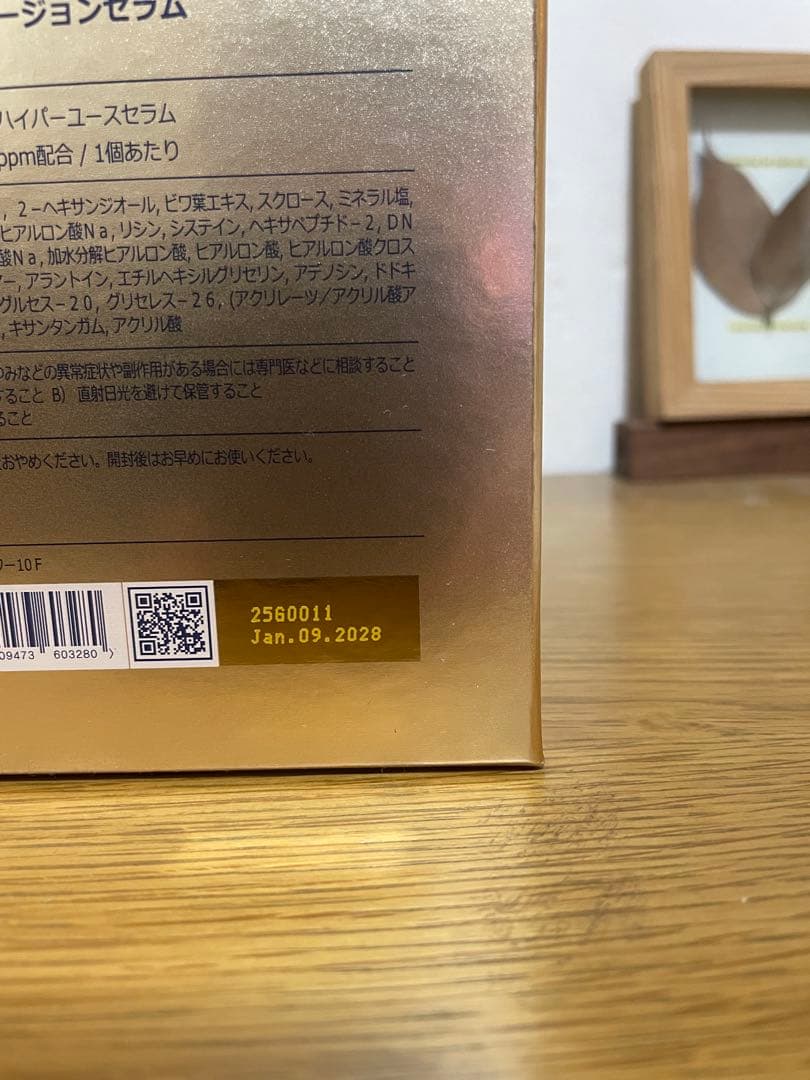 ージョンセラム
ハイパーユースセラム
ppm配合 / 1個あたり
, 2-ヘキサンジオール, ビワ葉エキス, スクロース, ミネラル塩,
ヒアルロン酸Na, リシン, システイン, ヘキサペプチド-2, DN
酸Na, 加水分解ヒアルロン酸, ヒアルロン酸, ヒアルロン酸クロス
ー, アラントイン, エチルヘキシルグリセリン, アデノシン, ドデキ
グルセス-20, グリセレス-26, (アクリレーツ/アクリル酸ア
, キサンタンガム, アクリル酸
みなどの異常症状や副作用がある場合には専門医などに相談すること
すること B) 直射日光を避けて保管すること
ること
おやめください。開封後はお早めにお使いください。
ー10F
09473 603280
25G0011
Jan.09.2028